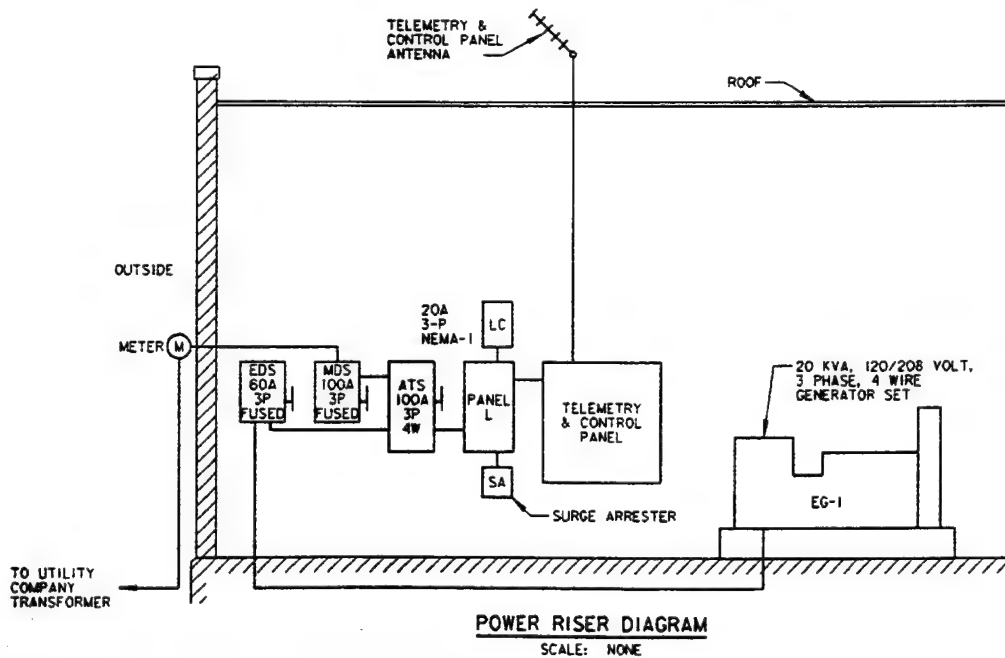 TELEMETRY &
CONTROL PANEL
ANTENNA
ROOF
OUTSIDE
METER
M
20A
3-P
NEMA-1
LC
EDS
60A
3P
FUSED
MDS
100A
3P
FUSED
ATS
100A
3P
4W
PANEL
L
TELEMETRY
& CONTROL
PANEL
20 KVA, 120/208 VOLT,
3 PHASE, 4 WIRE
GENERATOR SET
SA
SURGE ARRESTER
EG-1
TO UTILITY
COMPANY
TRANSFORMER
POWER RISER DIAGRAM
SCALE: NONE